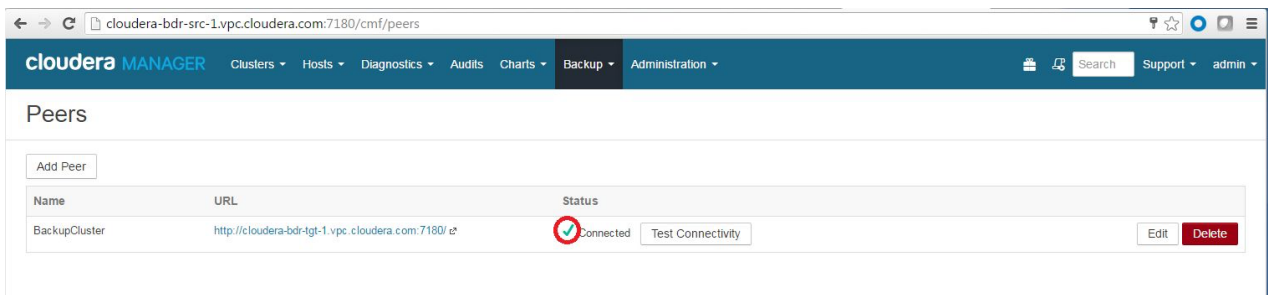 cloudera-bdr-src-1.vpc.cloudera.com:7180/cmf/peers
cloudera MANAGER Clusters Hosts Diagnostics Audits Charts Backup Administration Search Support admin
Peers
Add Peer
Name URL Status
BackupCluster http://cloudera-bdr-tgt-1.vpc.cloudera.com:7180/ Connected Test Connectivity Edit Delete